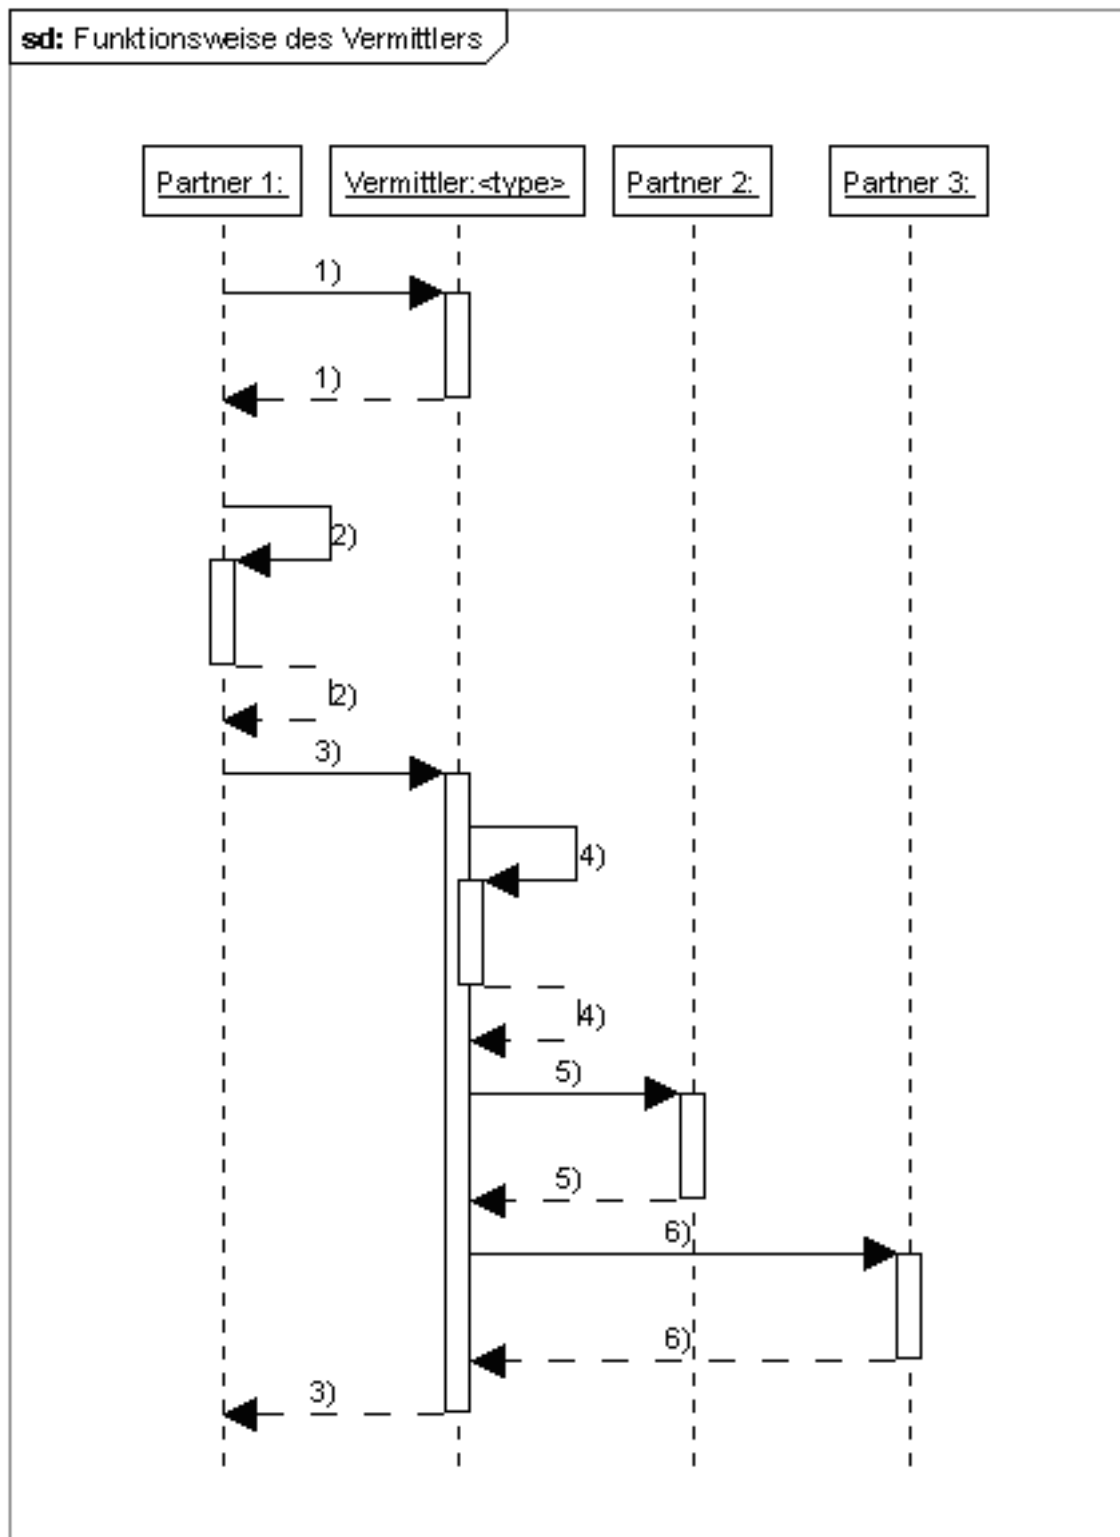 sd: Funktionsweise des Vermittlers
Partner 1:
Vermittler:<type>
Partner 2:
Partner 3:
1)
1)
2)
2)
3)
4)
4)
5)
5)
6)
6)
3)